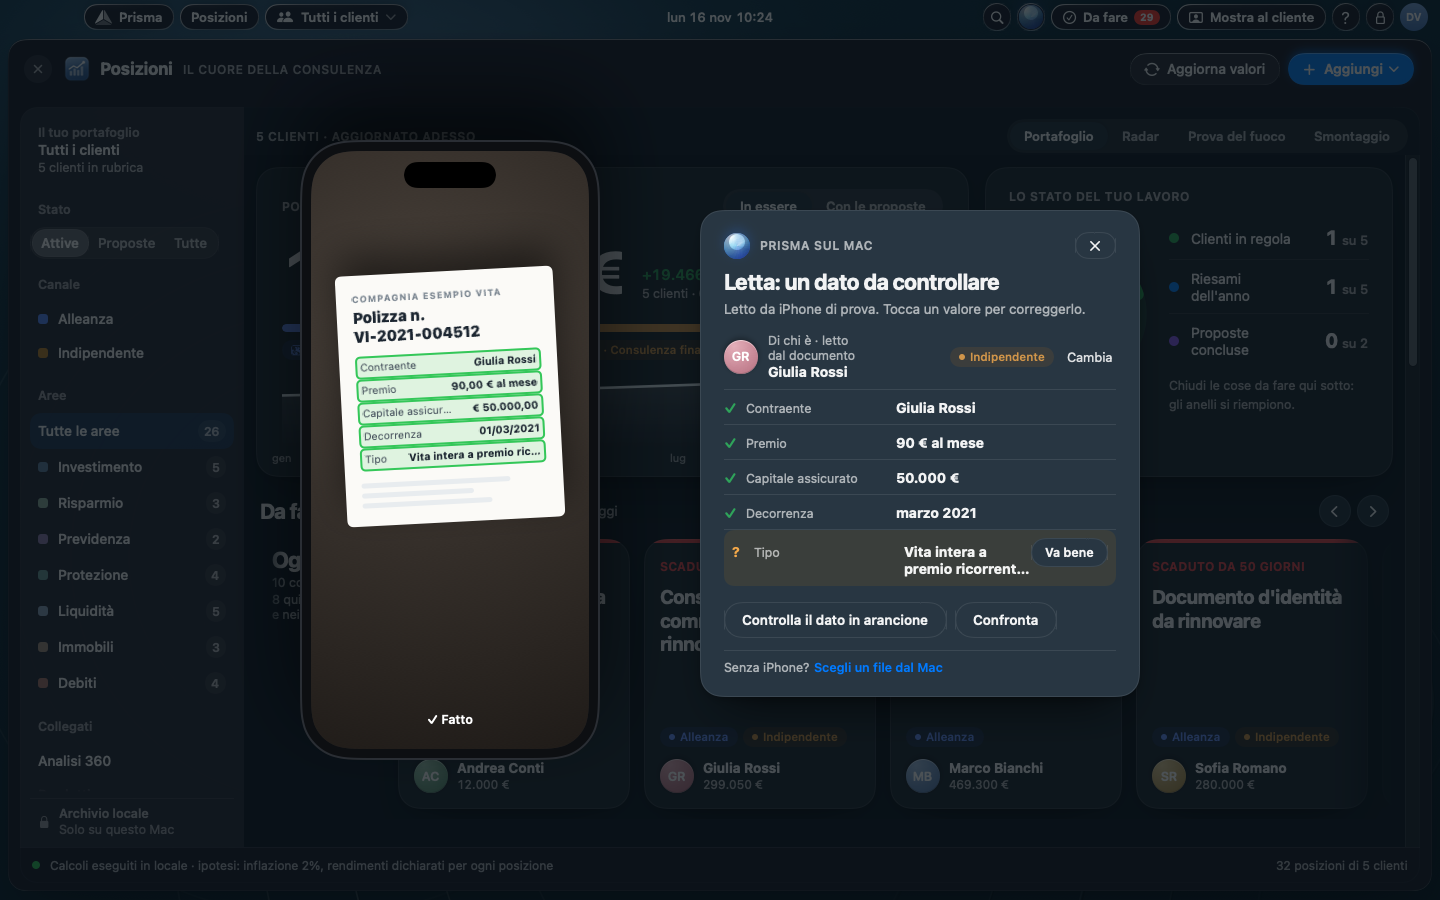 Prisma
Posizioni
Tutti i clienti
lun 16 nov 10:24
Da fare 29
Mostra al cliente
?
DV
Posizioni IL CUORE DELLA CONSULENZA
Aggiorna valori
+ Aggiungi
Il tuo portafoglio
Tutti i clienti
5 clienti in rubrica
Stato
Attive Proposte Tutte
Canale
Alleanza
Indipendente
Aree
Tutte le aree 26
Investimento 5
Risparmio 3
Previdenza 2
Protezione 4
Liquidità 5
Immobili 3
Debiti 4
Collegati
Analisi 360
Archivio locale
Solo su questo Mac
5 CLIENTI · AGGIORNATO ADESSO
Portafoglio Radar Prova del fuoco Smontaggio
In essere Con le proposte
€
+19.466
5 clienti ·
Consulenza fina
gen
lug
LO STATO DEL TUO LAVORO
Clienti in regola 1 su 5
Riesami
dell'anno
1 su 5
Proposte
concluse
0 su 2
Chiudi le cose da fare qui sotto:
gli anelli si riempiono.
COMPAGNIA ESEMPIO VITA
Polizza n.
VI-2021-004512
Contraente Giulia Rossi
Premio 90,00 € al mese
Capitale assicur... € 50.000,00
Decorrenza 01/03/2021
Tipo Vita intera a premio ric...
Fatto
PRISMA SUL MAC
Letta: un dato da controllare
Letto da iPhone di prova. Tocca un valore per correggerlo.
GR
Di chi è · letto
dal documento
Giulia Rossi
Indipendente
Cambia
Contraente Giulia Rossi
Premio 90 € al mese
Capitale assicurato 50.000 €
Decorrenza marzo 2021
? Tipo Vita intera a
premio ricorrent...
Va bene
Controlla il dato in arancione
Confronta
Senza iPhone? Scegli un file dal Mac
SCADUTO DA 50 GIORNI
Documento d'identità
da rinnovare
Alleanza Indipendente
Alleanza
Alleanza Indipendente
AC Andrea Conti
12.000 €
GR Giulia Rossi
299.050 €
MB Marco Bianchi
469.300 €
SR Sofia Romano
280.000 €
Calcoli eseguiti in locale · ipotesi: inflazione 2%, rendimenti dichiarati per ogni posizione
32 posizioni di 5 clienti